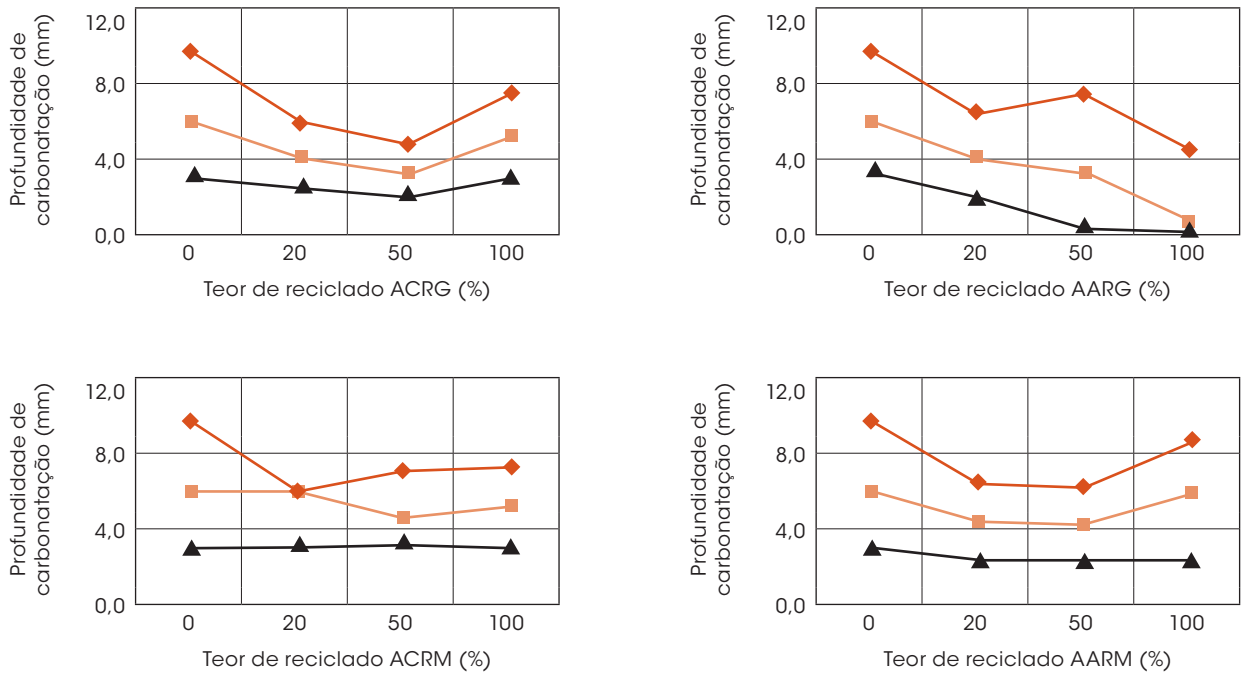 Profundidade de
carbonatação (mm)
12,0
8,0
4,0
0,0
0 20 50 100
Teor de reciclado ACRG (%)
Profundidade de
carbonatação (mm)
12,0
8,0
4,0
0,0
0 20 50 100
Teor de reciclado AARG (%)
Profundidade de
carbonatação (mm)
12,0
8,0
4,0
0,0
0 20 50 100
Teor de reciclado ACRM (%)
Profundidade de
carbonatação (mm)
12,0
8,0
4,0
0,0
0 20 50 100
Teor de reciclado AARM (%)